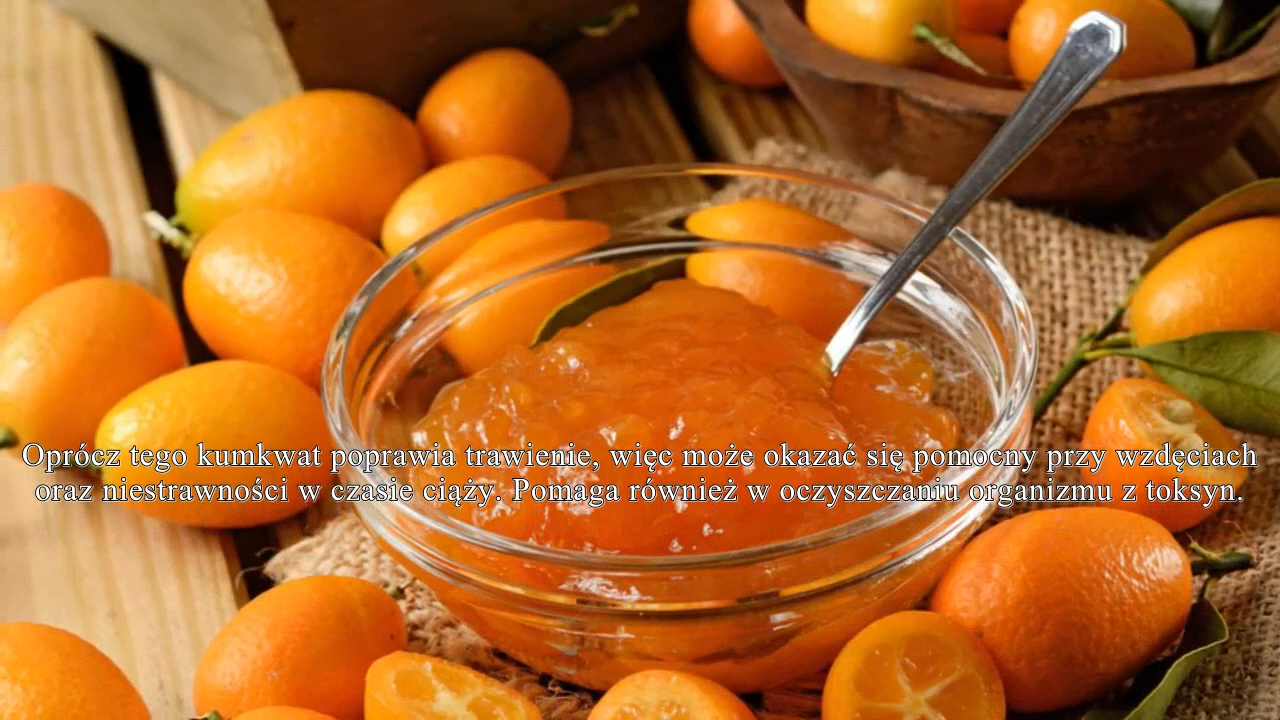 Oprócz tego kumkwat poprawia trawienie, więc może okazać się pomocny przy wzdęciach
oraz niestrawności w czasie ciąży. Pomaga również w oczyszczaniu organizmu z toksyn.